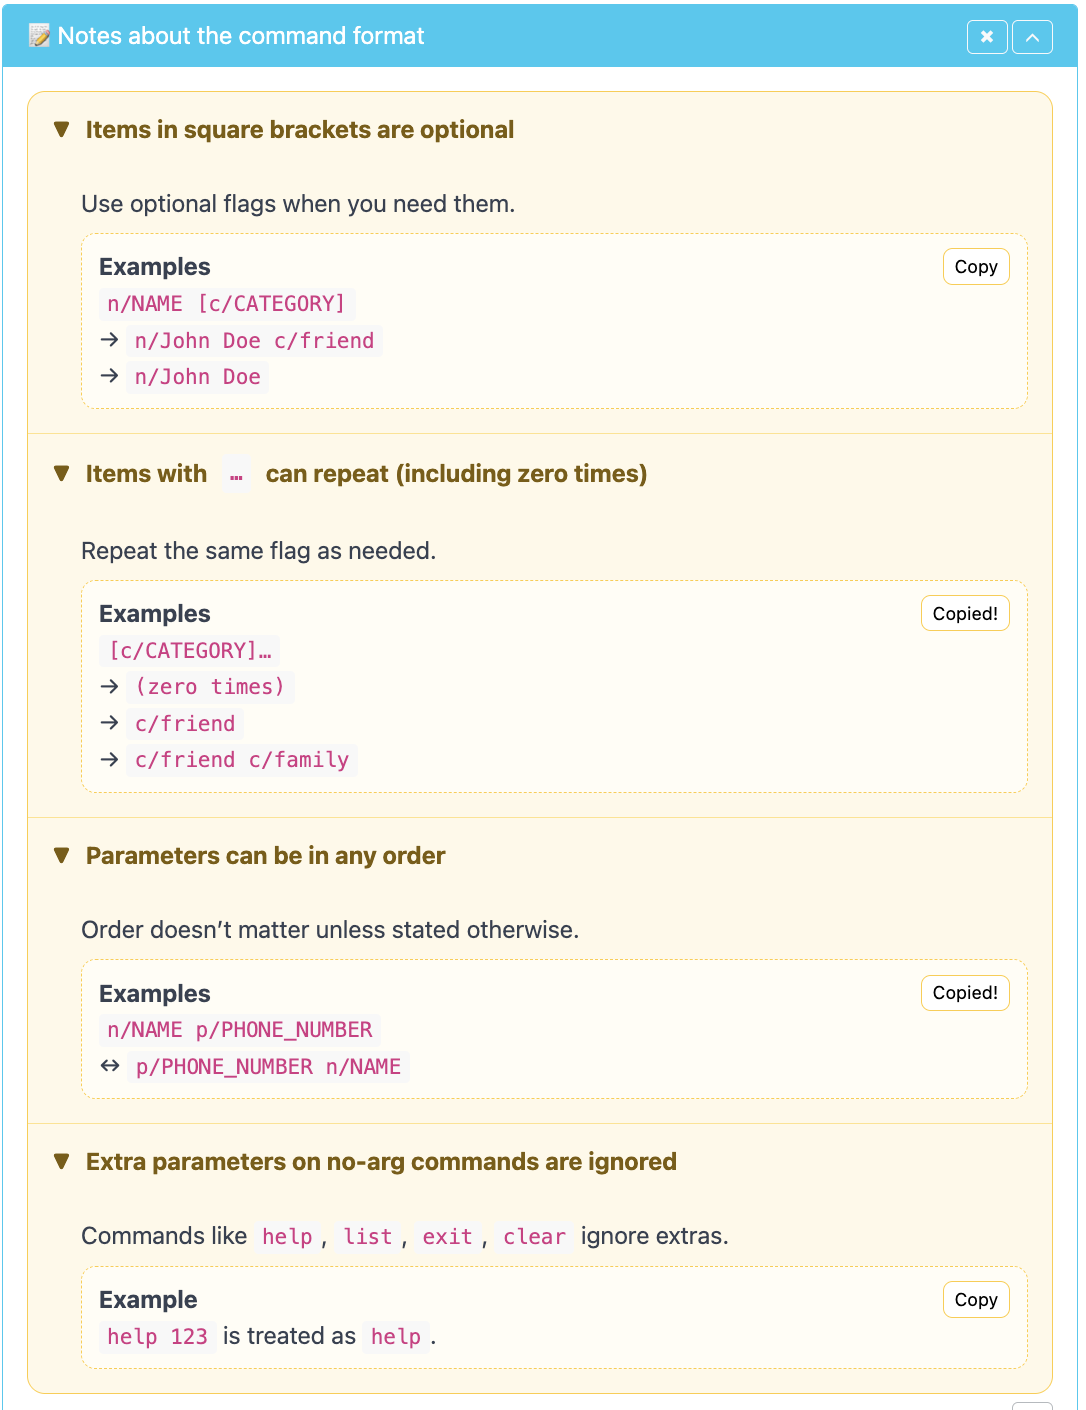 📝 Notes about the command format
Items in square brackets are optional
Use optional flags when you need them.
Examples
Copy
n/NAME [c/CATEGORY]
→ n/John Doe c/friend
→ n/John Doe
Items with … can repeat (including zero times)
Repeat the same flag as needed.
Examples
Copied!
[c/CATEGORY]…
→ (zero times)
→ c/friend
→ c/friend c/family
Parameters can be in any order
Order doesn’t matter unless stated otherwise.
Examples
Copied!
n/NAME p/PHONE_NUMBER
↔ p/PHONE_NUMBER n/NAME
Extra parameters on no-arg commands are ignored
Commands like help, list, exit, clear ignore extras.
Example
Copy
help 123 is treated as help.